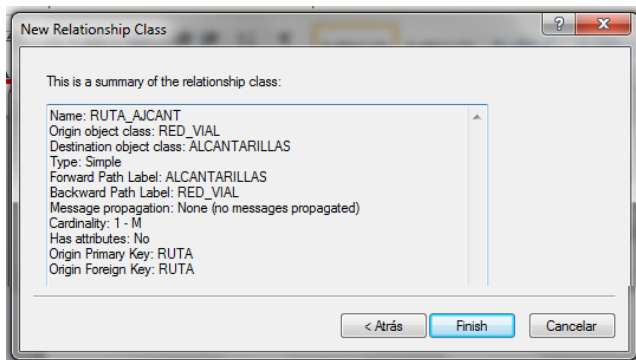 New Relationship Class
This is a summary of the relationship class:
Name: RUTA_AJCANT
Origin object class: RED_VIAL
Destination object class: ALCANTARILLAS
Type: Simple
Forward Path Label: ALCANTARILLAS
Backward Path Label: RED_VIAL
Message propagation: None (no messages propagated)
Cardinality: 1 - M
Has attributes: No
Origin Primary Key: RUTA
Origin Foreign Key: RUTA
< Atrás Finish Cancelar